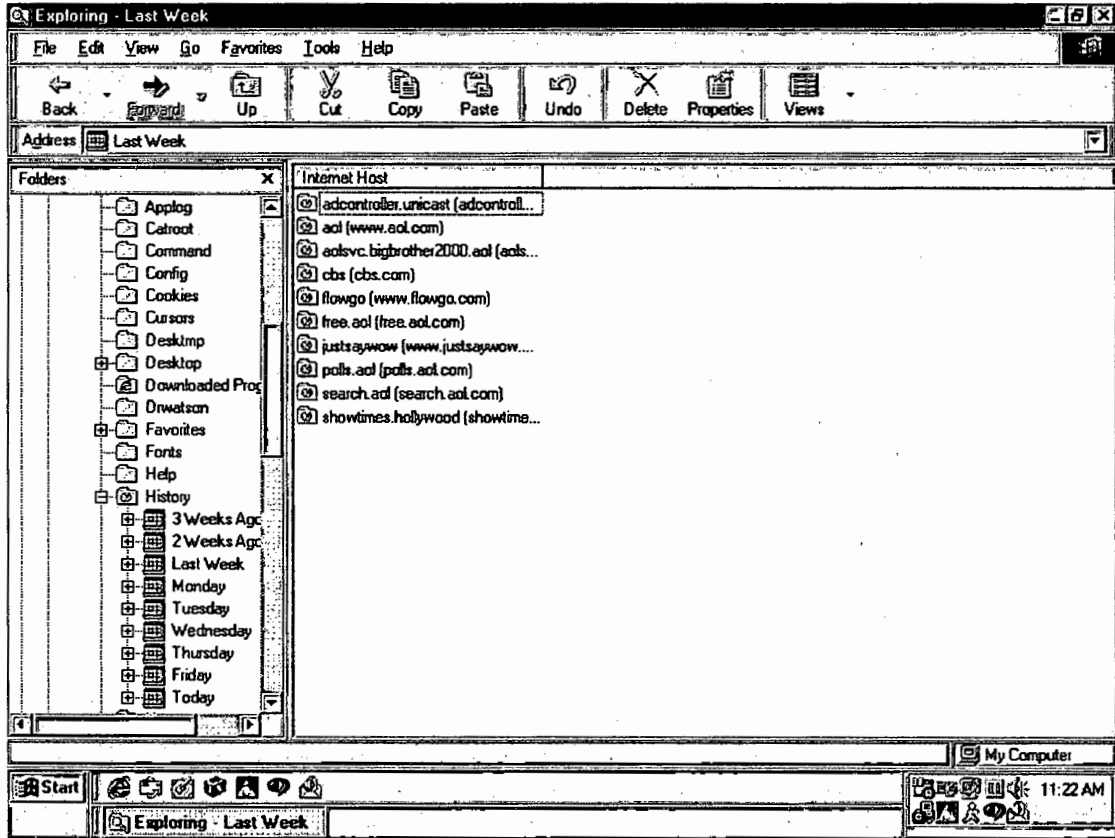 Exploring - Last Week
File Edit View Go Favorites Tools Help
Back Forward Up Cut Copy Paste Undo Delete Properties Views
Address Last Week
Folders
Internet Host
Applog
Catroot
Command
Config
Cookies
Cursors
Desktmp
Desktop
Downloaded Prog
Drwatson
Favorites
Fonts
Help
History
3 Weeks Ago
2 Weeks Ago
Last Week
Monday
Tuesday
Wednesday
Thursday
Friday
Today
adcontroller.unicast (adcontroll...
aol (www.aol.com)
aolsvc.bigbrother2000.aol (aols...
cbs (cbs.com)
flowgo (www.flowgo.com)
free.aol (free.aol.com)
justsaywow (www.justsaywow....
polls.aol (polls.aol.com)
search.aol (search.aol.com)
showtimes.hollywood (showtime...
My Computer
Start
11:22 AM
Exploring - Last Week